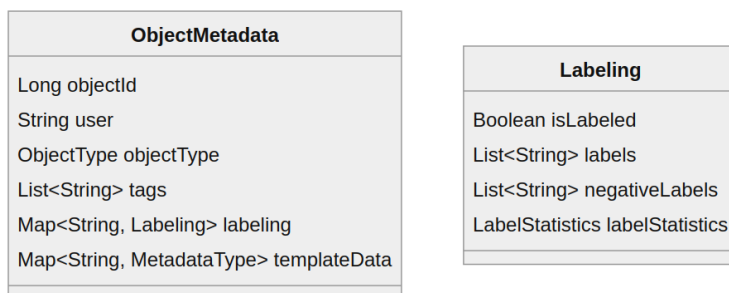 ObjectMetadata
Long objectId
String user
ObjectType objectType
List<String> tags
Map<String, Labeling> labeling
Map<String, MetadataType> templateData
Labeling
Boolean isLabeled
List<String> labels
List<String> negativeLabels
LabelStatistics labelStatistics